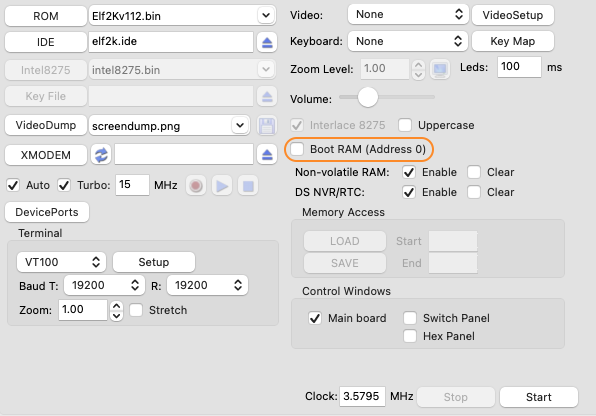 ROM Elf2Kv112.bin
IDE elf2k.ide
Intel8275 intel8275.bin
Key File
VideoDump screendump.png
XMODEM
Auto Turbo: 15 MHz
DevicePorts
Terminal
VT100 Setup
Baud T: 19200 R: 19200
Zoom: 1.00 Stretch
Video: None VideoSetup
Keyboard: None Key Map
Zoom Level: 1.00 Leds: 100 ms
Volume:
Interlace 8275 Uppercase
Boot RAM (Address 0)
Non-volatile RAM: Enable Clear
DS NVR/RTC: Enable Clear
Memory Access
LOAD Start
SAVE End
Control Windows
Main board Switch Panel
Hex Panel
Clock: 3.5795 MHz Stop Start